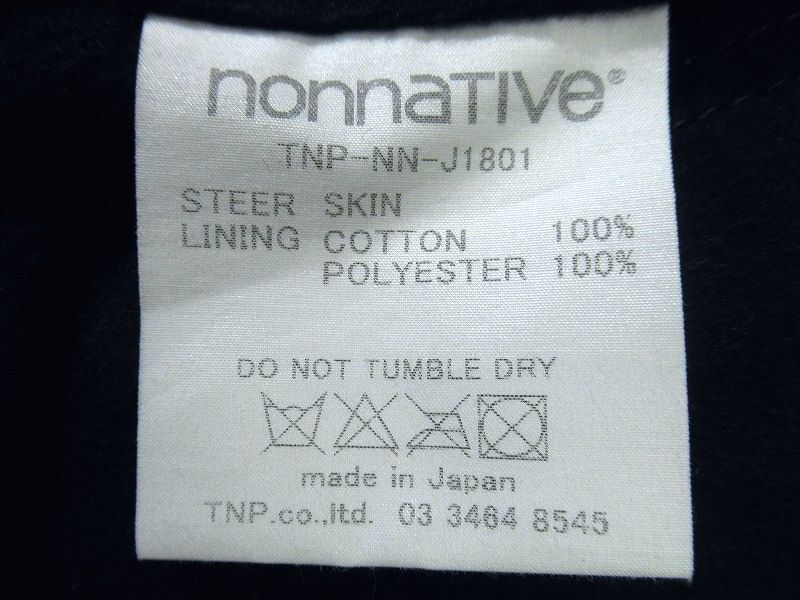 nonnative®
TNP-NN-J1801
STEER SKIN
LINING COTTON 100%
POLYESTER 100%
DO NOT TUMBLE DRY
made in Japan
TNP.co.,ltd. 03 3464 8545